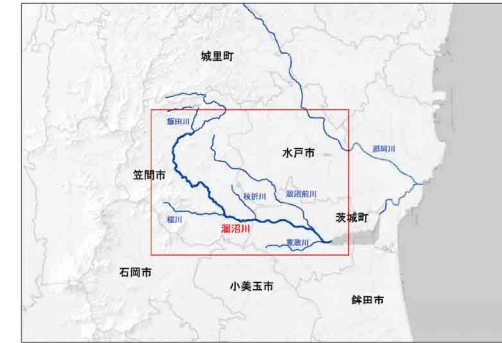 城里町
飯田川
那珂川
水戸市
笠間市
枝折川
涸沼前川
桜川
茨城町
涸沼川
寛政川
石岡市
小美玉市
鉾田市